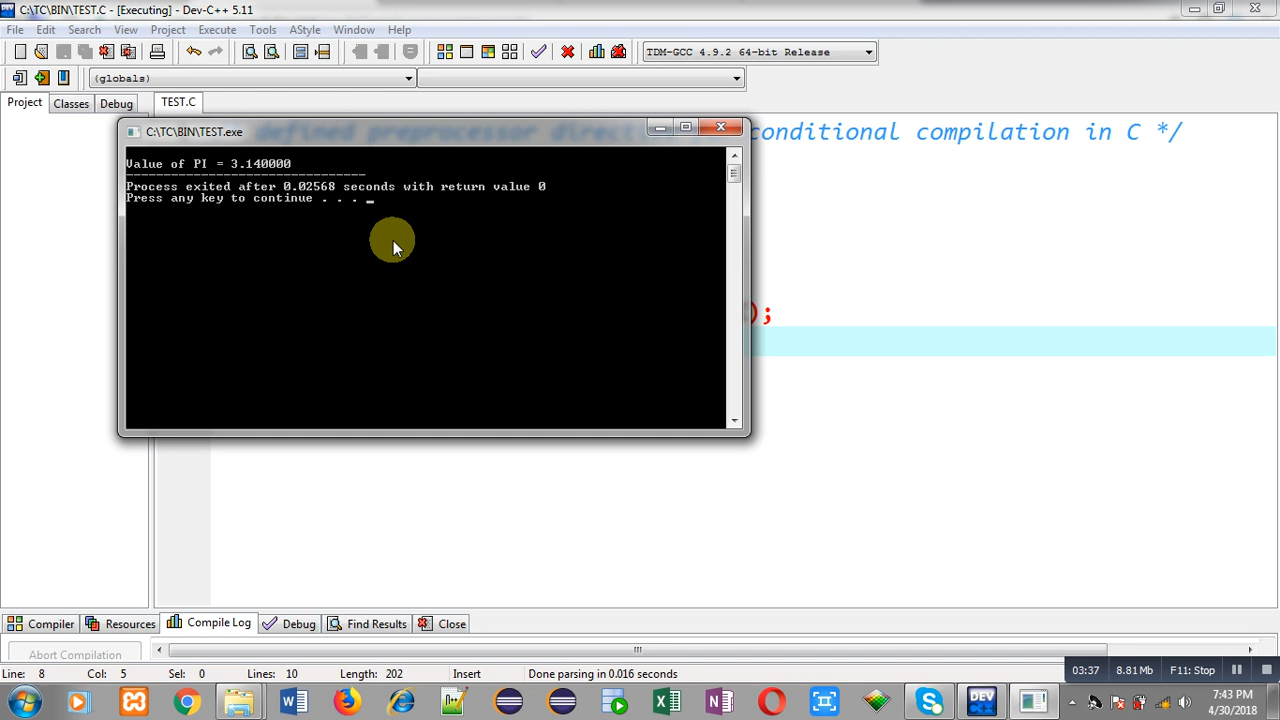 C:\TC\BIN\TEST.C - [Executing] - Dev-C++ 5.11
File Edit Search View Project Execute Tools AStyle Window Help
TDM-GCC 4.9.2 64-bit Release
(globals)
Project Classes Debug TEST.C
conditional compilation in C */
C:\TC\BIN\TEST.exe
Value of PI = 3.140000
--------------------------------
Process exited after 0.02568 seconds with return value 0
Press any key to continue . . . _
);
Compiler Resources Compile Log Debug Find Results Close
Abort Compilation
Line: 8 Col: 5 Sel: 0 Lines: 10 Length: 202 Insert Done parsing in 0.016 seconds
03:37 8.81 Mb F11: Stop
DEV
7:43 PM
4/30/2018